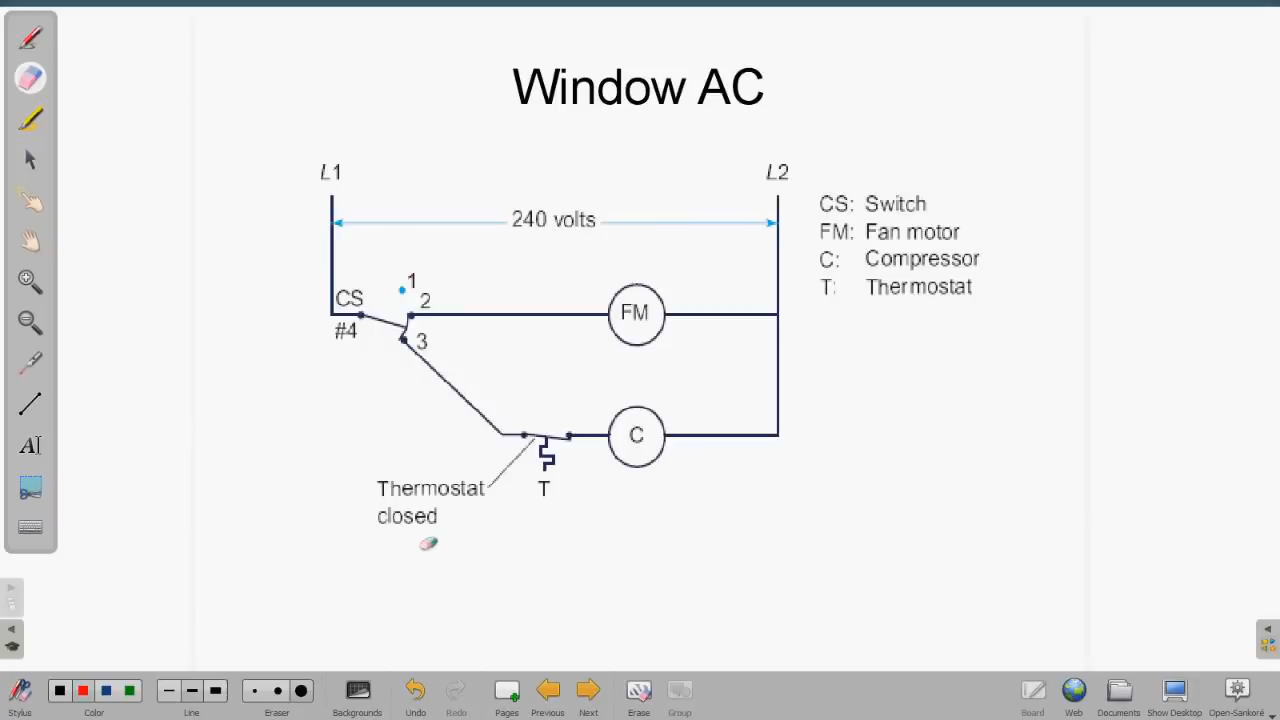 Window AC
L1
L2
240 volts
CS: Switch
FM: Fan motor
C: Compressor
T: Thermostat
1
CS
2
#4
3
FM
C
Thermostat
closed
T
A
Stylus
Color
Line
Eraser
Backgrounds
Undo
Redo
Pages
Previous
Next
Erase
Group
Board
Web
Documents
Show Desktop
Open-Sankoré